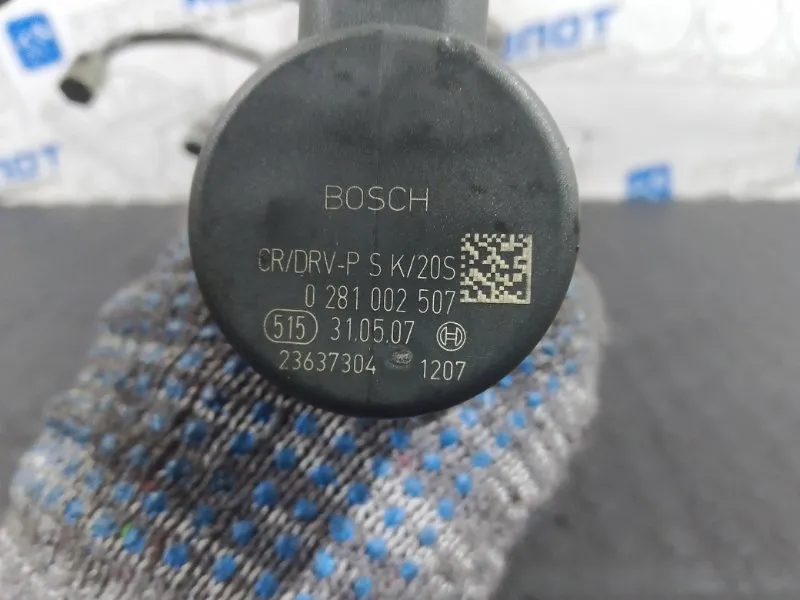 BOSCH
CR/DRV-P S K/20S
0 281 002 507
515 31.05.07
23637304 1207